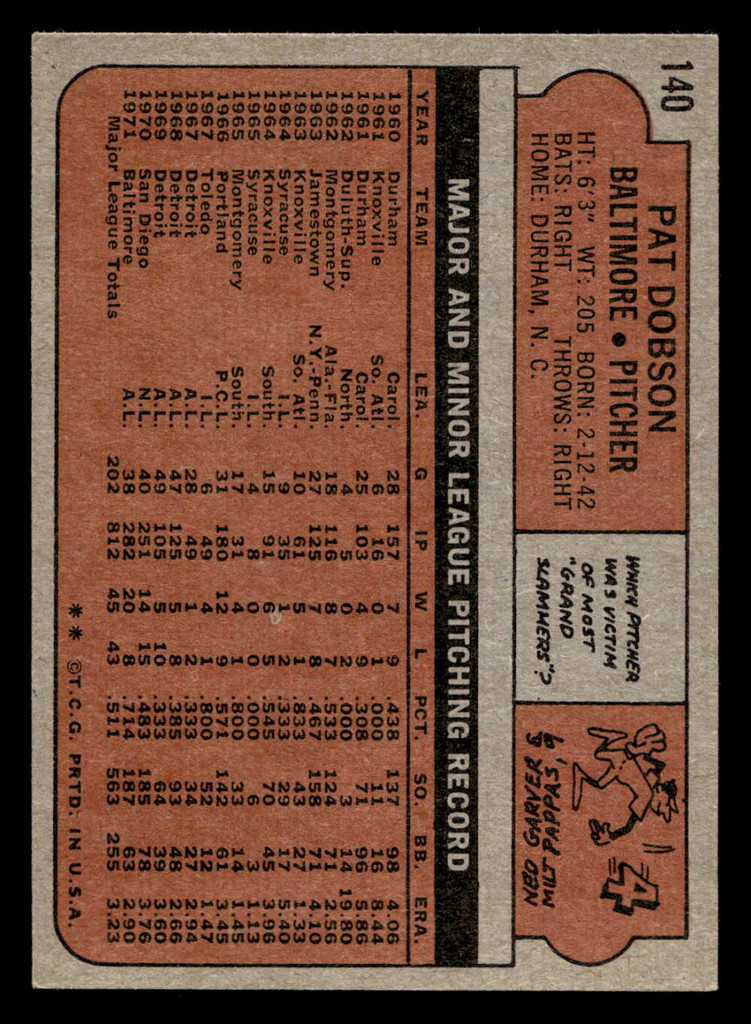 140
PAT DOBSON
BALTIMORE • PITCHER
HT: 6'3" WT: 205 BORN: 2-12-42
BATS: RIGHT THROWS: RIGHT
HOME: DURHAM, N. C.
WHICH PITCHER
WAS VICTIM
OF MOST
"GRAND
SLAMMERS"?
4
NED GARVER &
MILT PAPPAS', 9
MAJOR AND MINOR LEAGUE PITCHING RECORD
YEAR TEAM LEA. G IP W L PCT. SO. BB. ERA.
1960 Durham Carol. 28 157 7 9 .438 137 98 4.06
1961 Knoxville So. Atl. 6 16 0 1 .000 11 16 8.44
1961 Durham Carol. 25 103 4 9 .308 71 96 5.86
1962 Duluth-Sup. North. 4 5 0 2 .000 3 14 19.80
1962 Montgomery Ala.-Fla. 18 116 8 7 .533 124 71 2.56
1963 Jamestown N.Y.-Penn. 27 125 7 8 .467 158 71 4.10
1963 Knoxville So. Atl. 10 61 5 1 .833 43 27 1.33
1964 Syracuse I.L. 9 35 1 2 .333 29 17 5.40
1964 Knoxville South. 15 91 6 5 .545 70 45 3.96
1965 Syracuse I.L. 4 8 0 0 .000 6 3 1.13
1965 Montgomery South. 17 31 4 1 .800 33 14 1.45
1966 Portland P.C.L. 31 180 12 9 .571 142 61 3.45
1967 Toledo I.L. 6 49 4 1 .800 52 12 1.47
1967 Detroit A.L. 28 49 1 2 .333 34 27 2.94
1968 Detroit A.L. 47 125 5 8 .385 93 48 2.66
1969 Detroit A.L. 49 105 5 10 .333 64 39 3.60
1970 San Diego N.L. 40 251 14 15 .483 185 78 3.76
1971 Baltimore A.L. 38 282 20 8 .714 187 63 2.90
Major League Totals 202 812 45 43 .511 563 255 3.23
** ©T.C.G. PRTD. IN U.S.A.